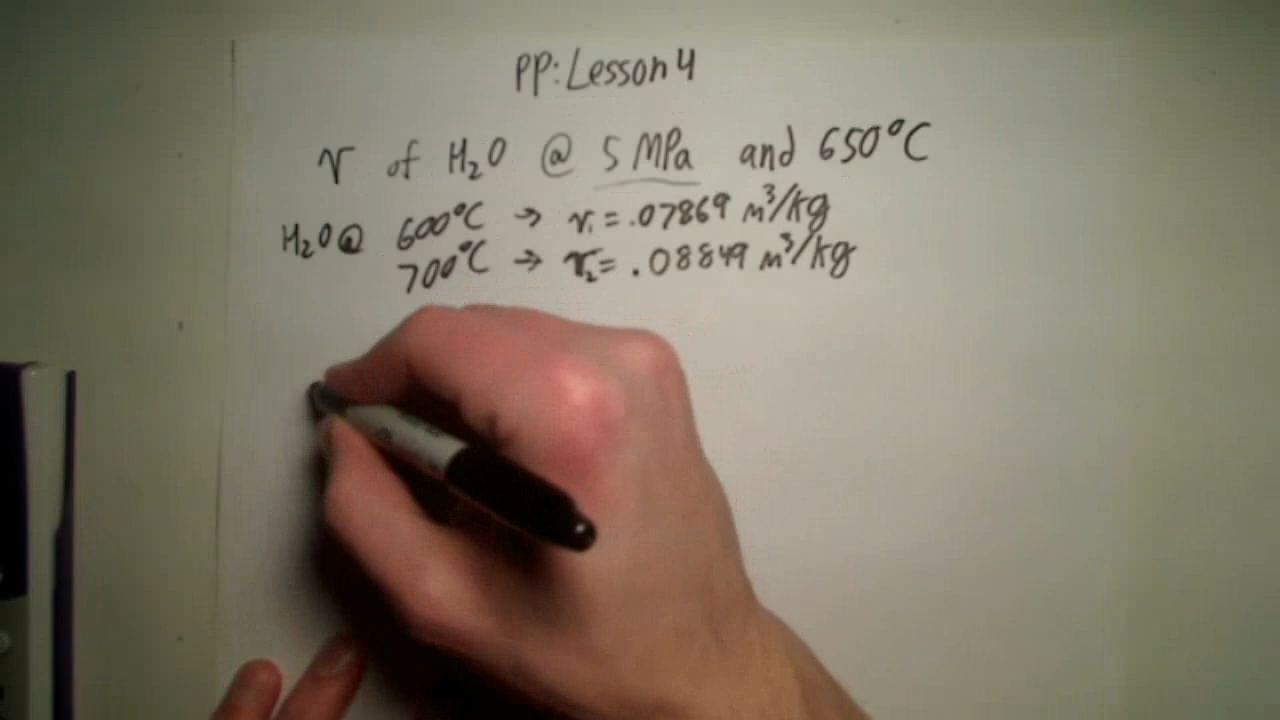 PP: Lesson 4
v of H₂O @ 5 MPa and 650°C
H₂O @ 600°C → v₁ = .07869 m³/kg
700°C → v₂ = .08849 m³/kg